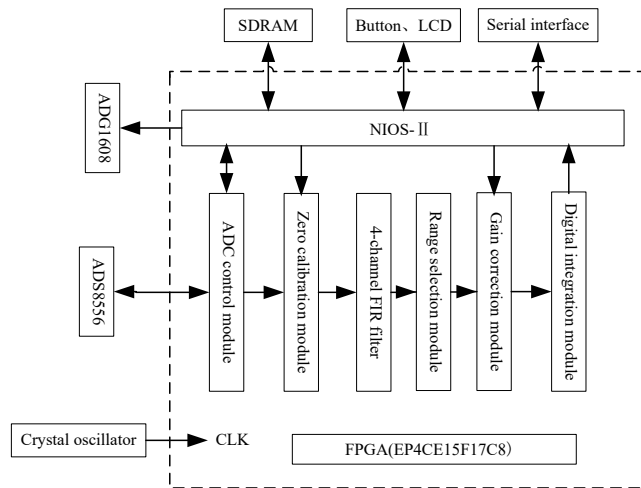 SDRAM
Button、LCD
Serial interface
ADG1608
NIOS-Ⅱ
ADS8556
ADC control module
Zero calibration module
4-channel FIR filter
Range selection module
Gain correction module
Digital integration module
Crystal oscillator
CLK
FPGA(EP4CE15F17C8）